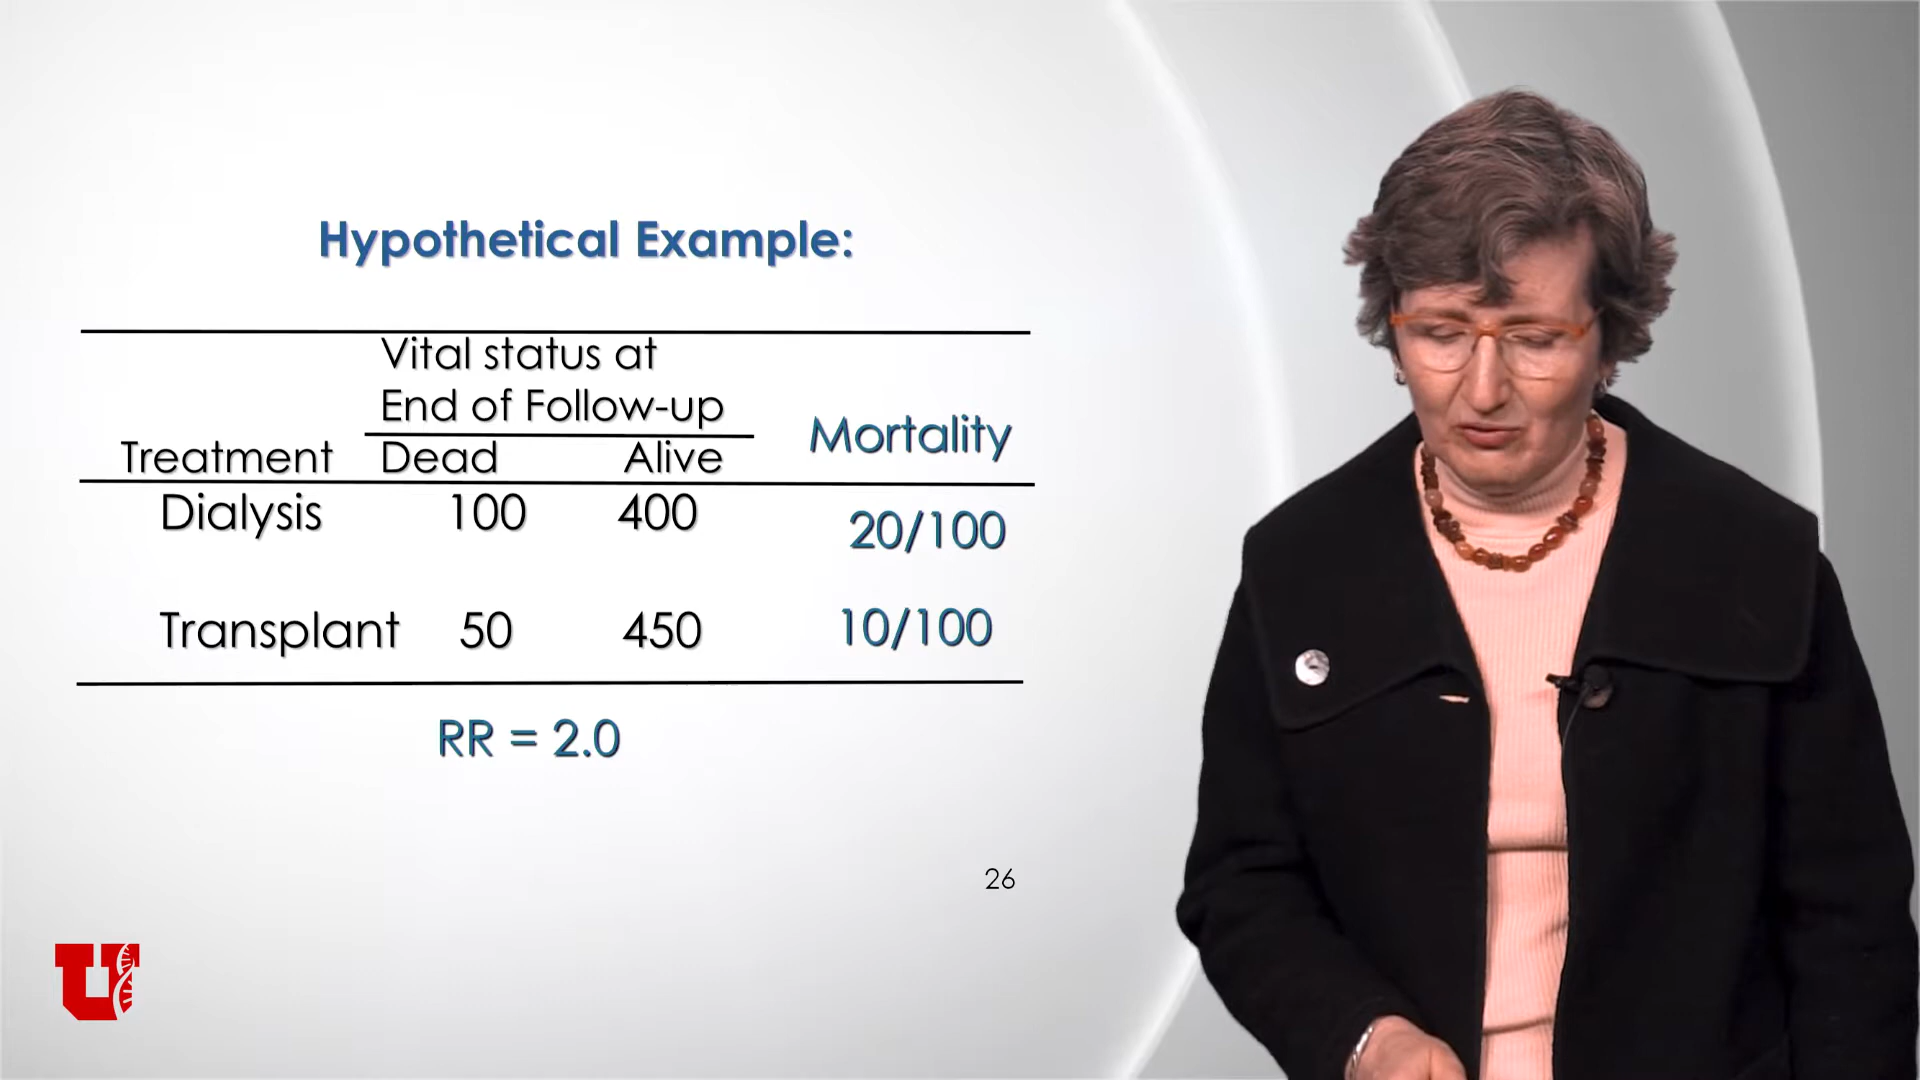 Hypothetical Example:
Vital status at
End of Follow-up
Mortality
Treatment Dead Alive
Dialysis 100 400 20/100
Transplant 50 450 10/100
RR = 2.0
26
U